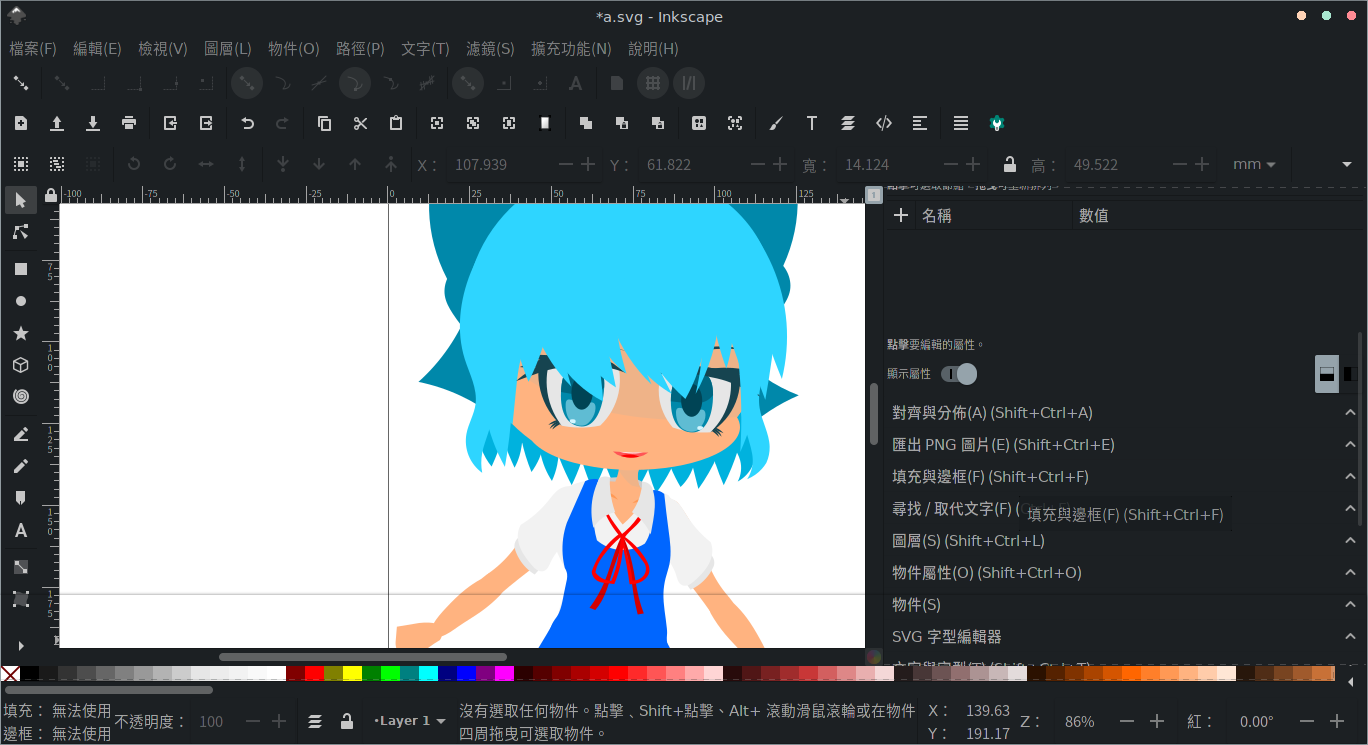 *a.svg - Inkscape
檔案(F) 編輯(E) 檢視(V) 圖層(L) 物件(O) 路徑(P) 文字(T) 濾鏡(S) 擴充功能(N) 說明(H)
X： 107.939 Y： 61.822 寬： 14.124 高： 49.522 mm
-100 -75 -50 -25 0 25 50 75 100 125
1
75
100
125
150
175
名稱 數值
點擊要編輯的屬性。
顯示屬性
對齊與分佈(A) (Shift+Ctrl+A)
匯出 PNG 圖片(E) (Shift+Ctrl+E)
填充與邊框(F) (Shift+Ctrl+F)
尋找 / 取代文字(F) (
填充與邊框(F) (Shift+Ctrl+F)
圖層(S) (Shift+Ctrl+L)
物件屬性(O) (Shift+Ctrl+O)
物件(S)
SVG 字型編輯器
填充： 無法使用
邊框： 無法使用
不透明度： 100
•Layer 1
沒有選取任何物件。點擊﹑Shift+點擊、Alt+ 滾動滑鼠滾輪或在物件
四周拖曳可選取物件。
X： 139.63
Y： 191.17
Z： 86% 紅： 0.00°